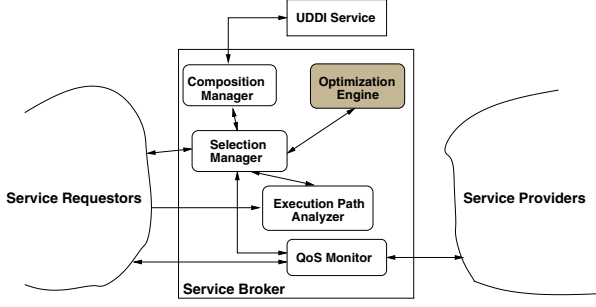 UDDI Service
Composition
Manager
Optimization
Engine
Selection
Manager
Service Requestors
Execution Path
Analyzer
Service Providers
QoS Monitor
Service Broker